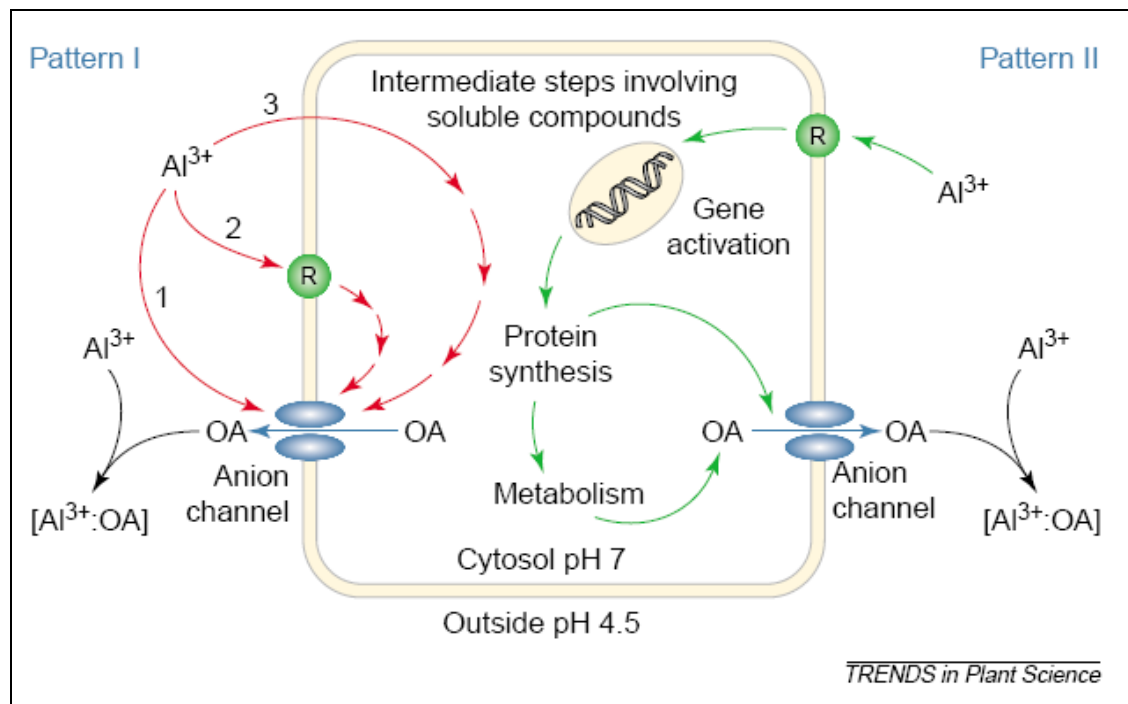 Pattern I
Pattern II
Intermediate steps involving
soluble compounds
3
Al3+
R
Al3+
Gene
activation
2
R
1
Al3+
Protein
synthesis
Al3+
OA
OA
OA
OA
Anion
channel
Metabolism
Anion
channel
[Al3+:OA]
[Al3+:OA]
Cytosol pH 7
Outside pH 4.5
TRENDS in Plant Science